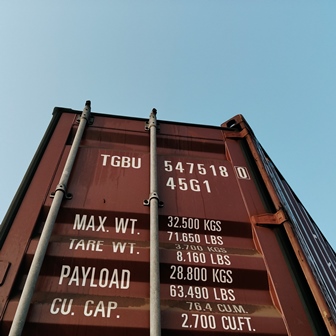 TGBU 547518 0
45G1
MAX. WT. 32.500 KGS
71.650 LBS
TARE WT. 3.700 KGS
8.160 LBS
PAYLOAD 28.800 KGS
63.490 LBS
CU. CAP. 76.4 CU.M.
2.700 CU.FT.